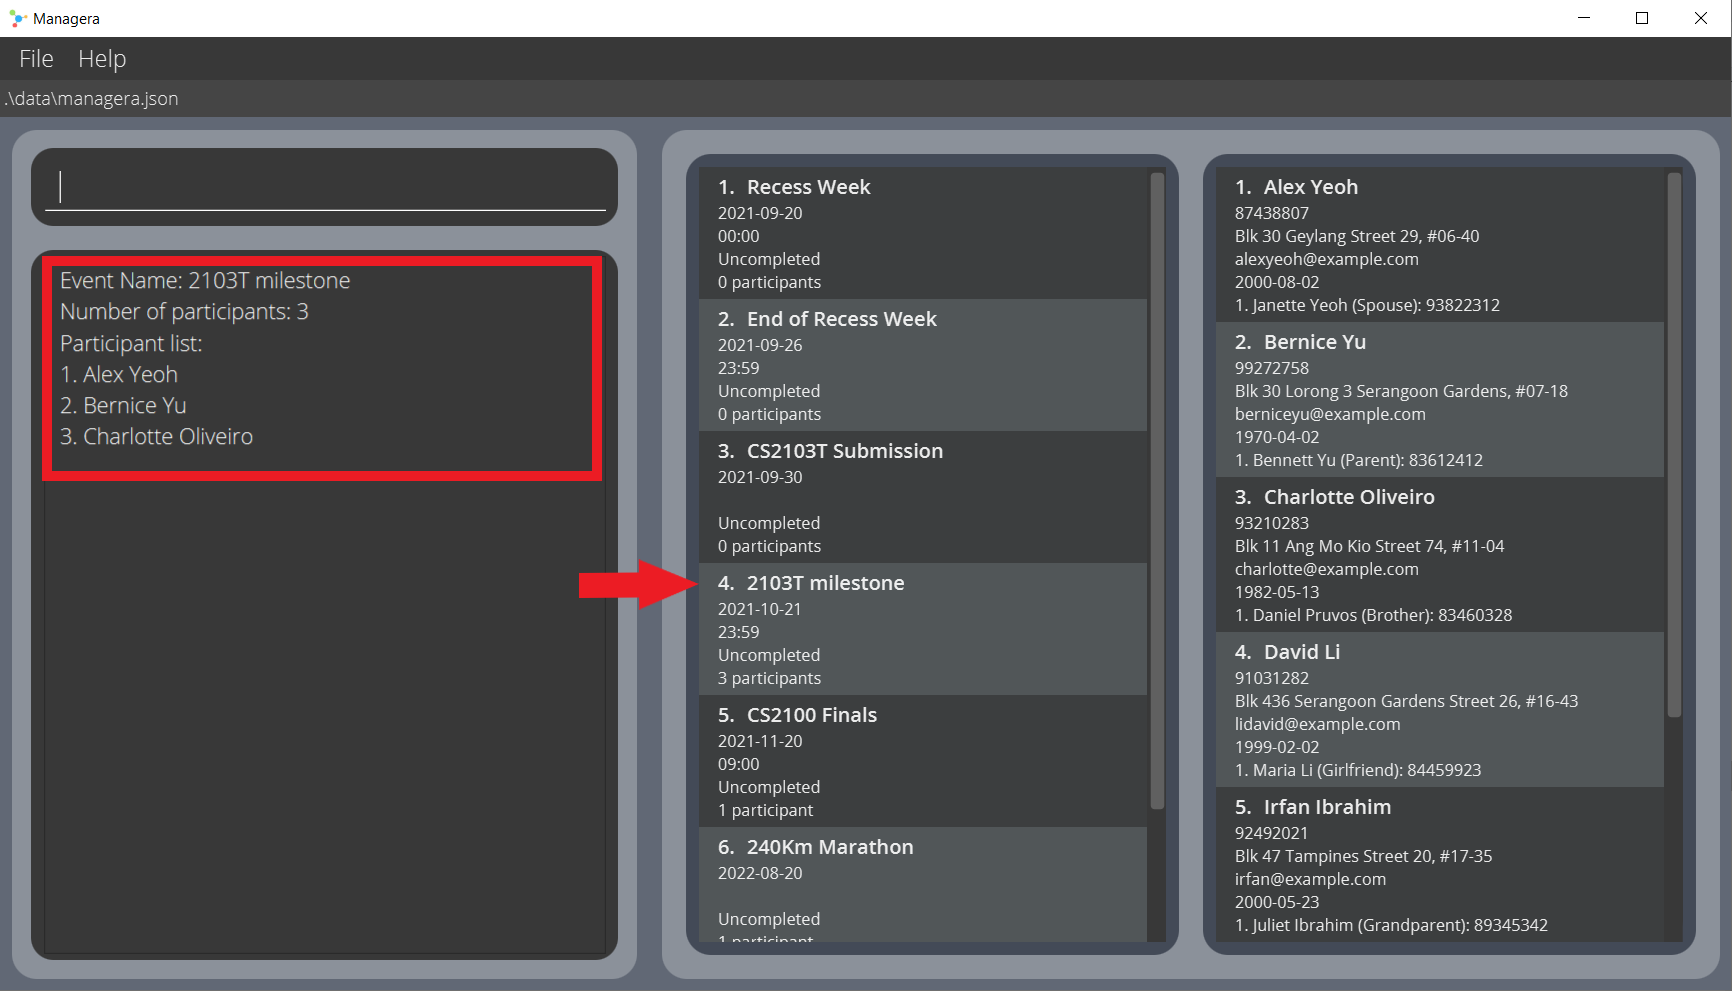 Managera
File Help
.\data\managera.json
Event Name: 2103T milestone
Number of participants: 3
Participant list:
1. Alex Yeoh
2. Bernice Yu
3. Charlotte Oliveiro
1. Recess Week
2021-09-20
00:00
Uncompleted
0 participants
2. End of Recess Week
2021-09-26
23:59
Uncompleted
0 participants
3. CS2103T Submission
2021-09-30
Uncompleted
0 participants
4. 2103T milestone
2021-10-21
23:59
Uncompleted
3 participants
5. CS2100 Finals
2021-11-20
09:00
Uncompleted
1 participant
6. 240Km Marathon
2022-08-20
Uncompleted
1 participant
1. Alex Yeoh
87438807
Blk 30 Geylang Street 29, #06-40
alexyeoh@example.com
2000-08-02
1. Janette Yeoh (Spouse): 93822312
2. Bernice Yu
99272758
Blk 30 Lorong 3 Serangoon Gardens, #07-18
berniceyu@example.com
1970-04-02
1. Bennett Yu (Parent): 83612412
3. Charlotte Oliveiro
93210283
Blk 11 Ang Mo Kio Street 74, #11-04
charlotte@example.com
1982-05-13
1. Daniel Pruvos (Brother): 83460328
4. David Li
91031282
Blk 436 Serangoon Gardens Street 26, #16-43
lidavid@example.com
1999-02-02
1. Maria Li (Girlfriend): 84459923
5. Irfan Ibrahim
92492021
Blk 47 Tampines Street 20, #17-35
irfan@example.com
2000-05-23
1. Juliet Ibrahim (Grandparent): 89345342